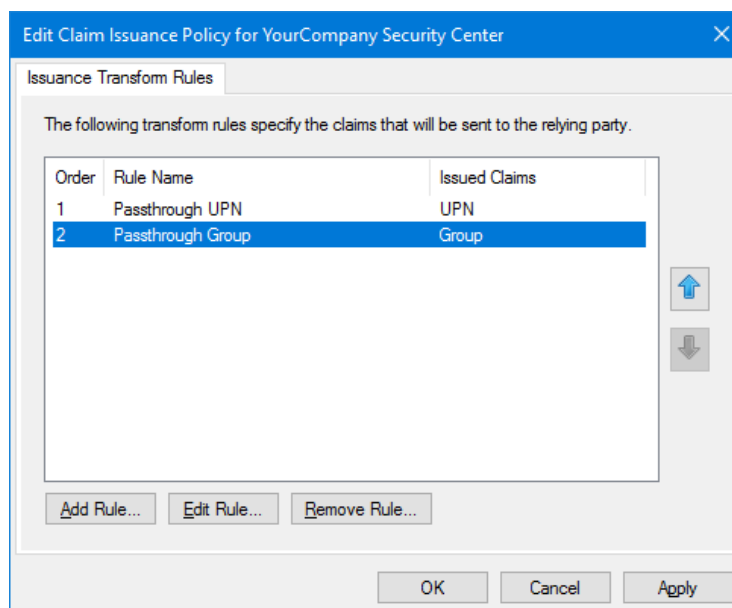 Edit Claim Issuance Policy for YourCompany Security Center
Issuance Transform Rules
The following transform rules specify the claims that will be sent to the relying party.
Order Rule Name Issued Claims
1 Passthrough UPN UPN
2 Passthrough Group Group
Add Rule... Edit Rule... Remove Rule...
OK Cancel Apply